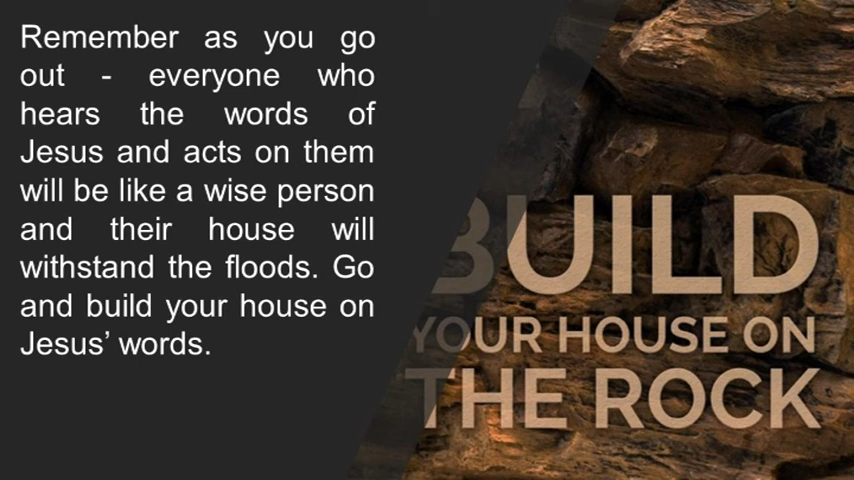 Remember as you go
out - everyone who
hears the words of
Jesus and acts on them
will be like a wise person
and their house will
withstand the floods. Go
and build your house on
Jesus’ words.
BUILD
YOUR HOUSE ON
THE ROCK